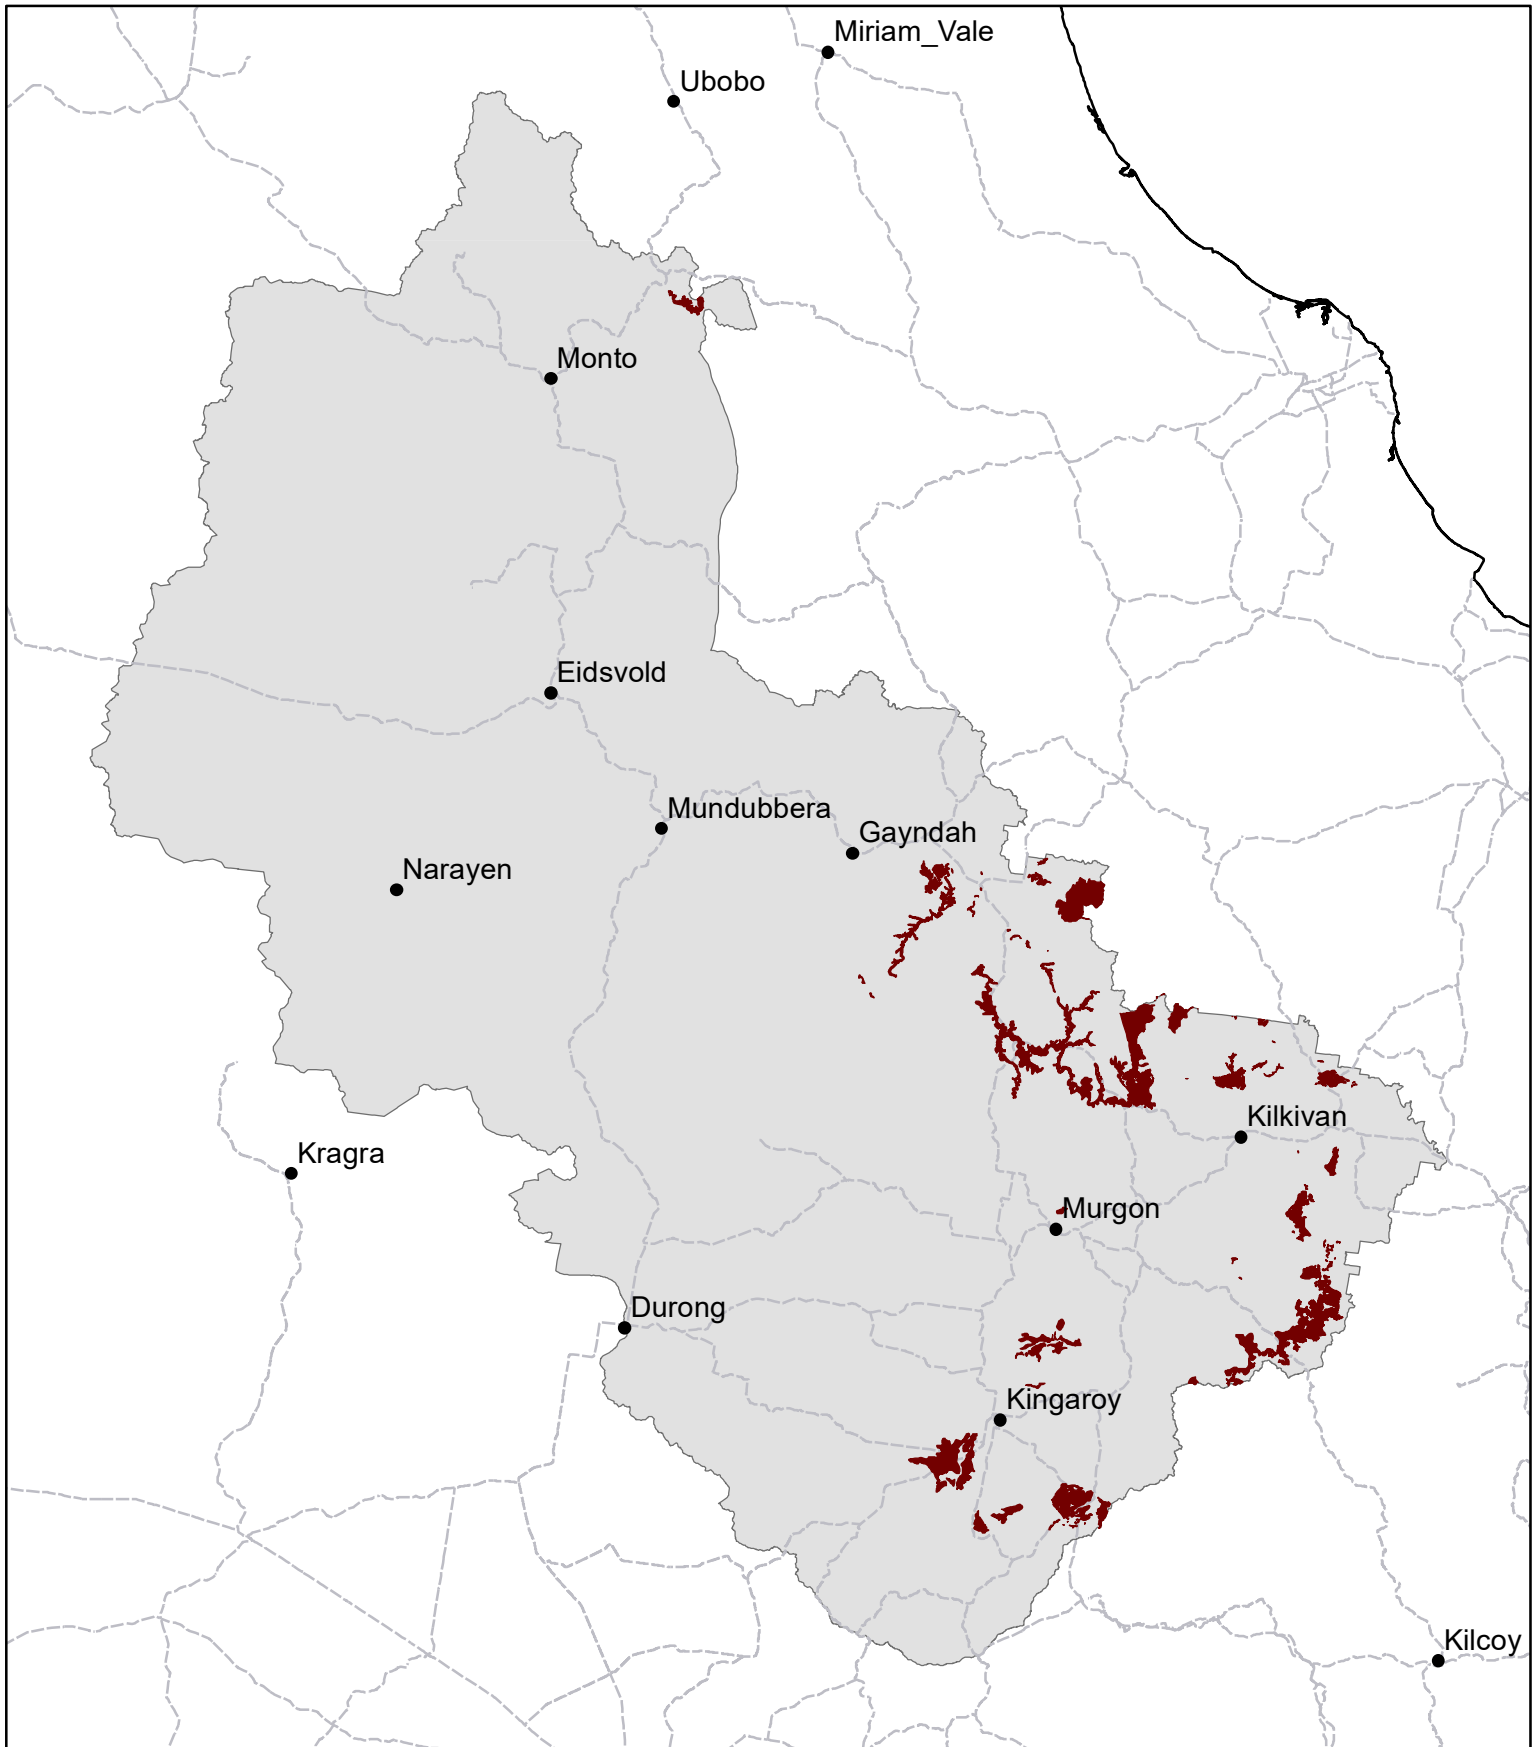 Miriam_Vale
Ubobo
Monto
Eidsvold
Mundubbera
Gayndah
Narayen
Kilkivan
Kragra
Murgon
Durong
Kingaroy
Kilcoy